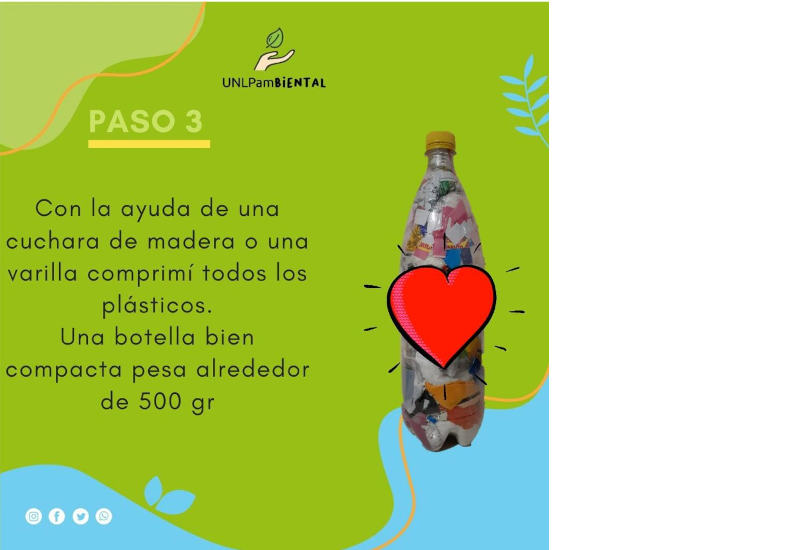 UNLPamBiENTAL
PASO 3
Con la ayuda de una
cuchara de madera o una
varilla comprimí todos los
plásticos.
Una botella bien
compacta pesa alrededor
de 500 gr